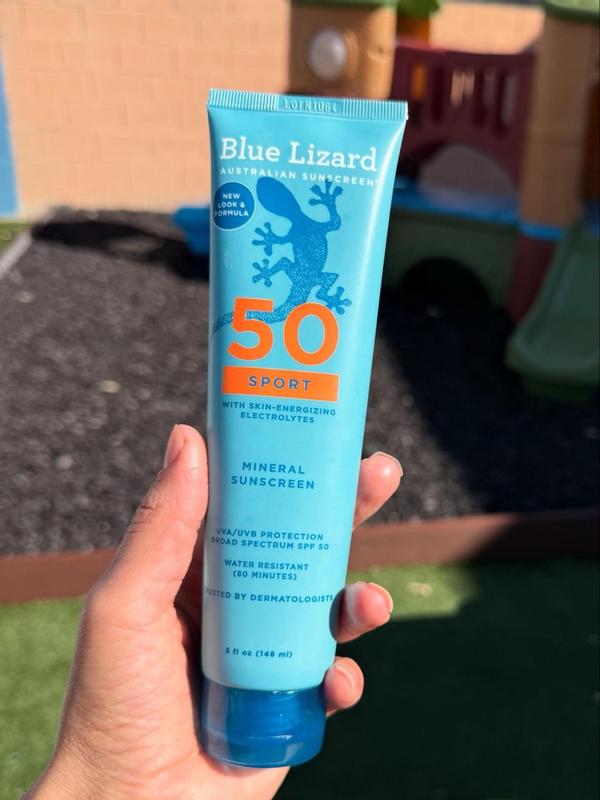 Blue Lizard
AUSTRALIAN SUNSCREEN
NEW
LOOK &
FORMULA
50
SPORT
WITH SKIN-ENERGIZING
ELECTROLYTES
MINERAL
SUNSCREEN
UVA/UVB PROTECTION
BROAD SPECTRUM SPF 50
WATER RESISTANT
(80 MINUTES)
TRUSTED BY DERMATOLOGISTS
5 fl oz (148 ml)